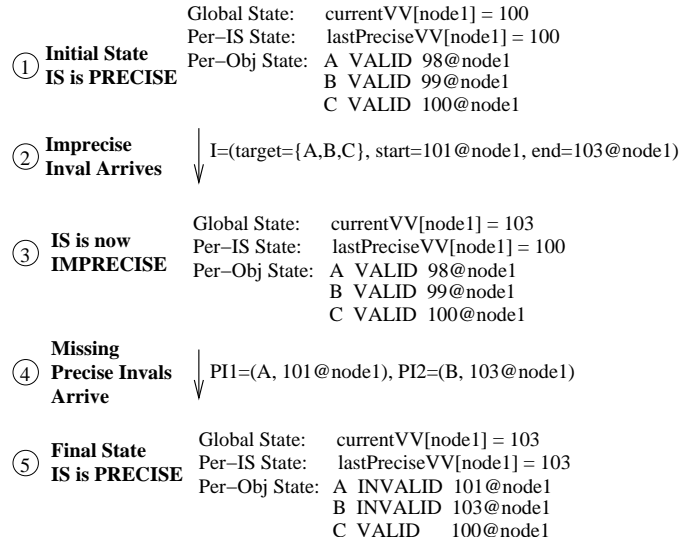 Global State: currentVV[node1] = 100
Per−IS State: lastPreciseVV[node1] = 100
1 Initial State IS is PRECISE
Per−Obj State: A VALID 98@node1
B VALID 99@node1
C VALID 100@node1
2 Imprecise Inval Arrives
I=(target={A,B,C}, start=101@node1, end=103@node1)
Global State: currentVV[node1] = 103
Per−IS State: lastPreciseVV[node1] = 100
3 IS is now IMPRECISE
Per−Obj State: A VALID 98@node1
B VALID 99@node1
C VALID 100@node1
4 Missing Precise Invals Arrive
PI1=(A, 101@node1), PI2=(B, 103@node1)
Global State: currentVV[node1] = 103
5 Final State IS is PRECISE
Per−IS State: lastPreciseVV[node1] = 103
Per−Obj State: A INVALID 101@node1
B INVALID 103@node1
C VALID 100@node1